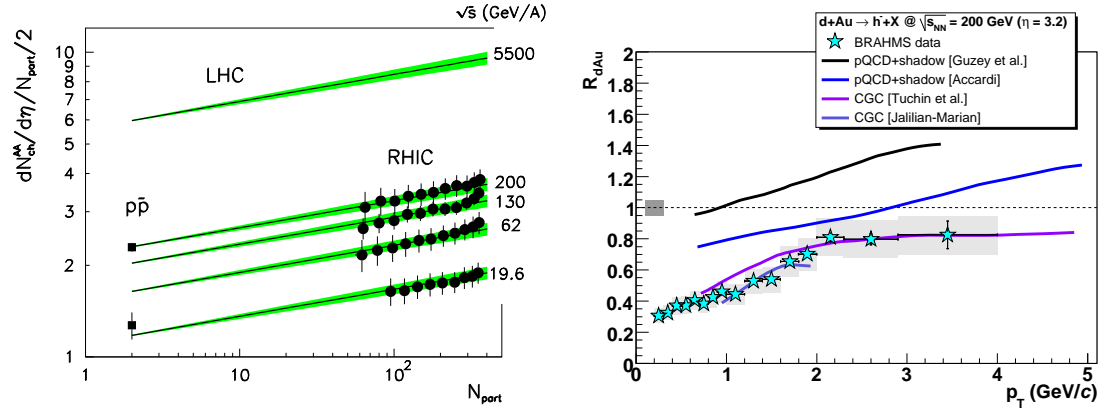 √s (GeV/A)
dN_ch^AA/dη/N_part/2
10
9
8
7
6
5
4
3
2
1
LHC
RHIC
pp̄
5500
200
130
62
19.6
1
10
10²
N_part
d+Au → h⁻+X @ √s_NN = 200 GeV (η = 3.2)
BRAHMS data
pQCD+shadow [Guzey et al.]
pQCD+shadow [Accardi]
CGC [Tuchin et al.]
CGC [Jalilian-Marian]
R_dAu
2
1.8
1.6
1.4
1.2
1
0.8
0.6
0.4
0.2
0
0
1
2
3
4
5
p_T (GeV/c)